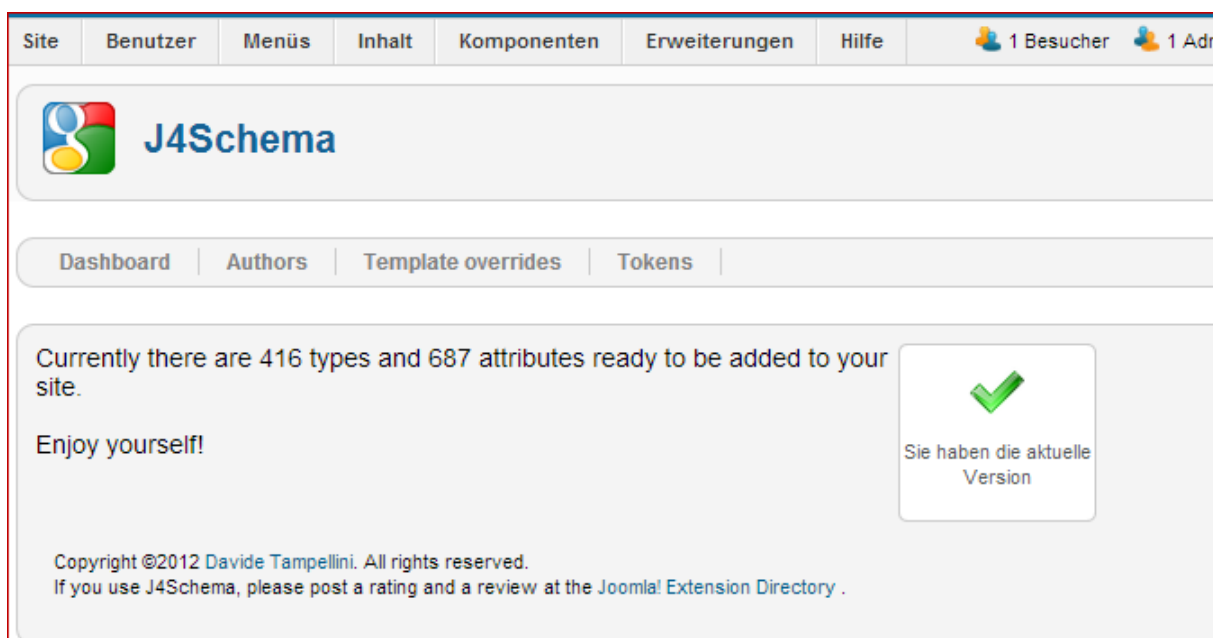 Site Benutzer Menüs Inhalt Komponenten Erweiterungen Hilfe 1 Besucher 1
J4Schema
Dashboard Authors Template overrides Tokens
Currently there are 416 types and 687 attributes ready to be added to your
site.
Enjoy yourself!
Sie haben die aktuelle
Version
Copyright ©2012 Davide Tampellini. All rights reserved.
If you use J4Schema, please post a rating and a review at the Joomla! Extension Directory .